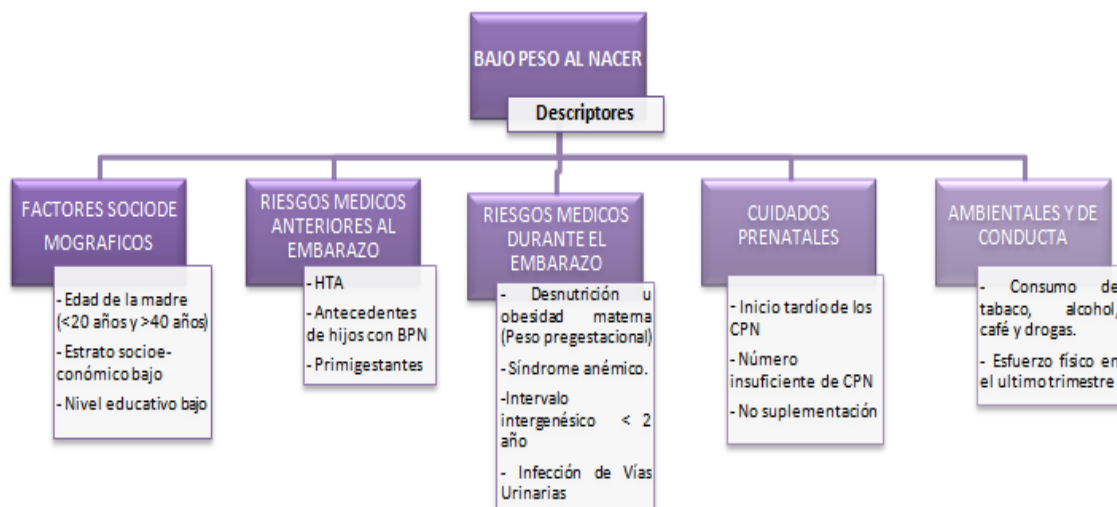 BAJO PESO AL NACER
Descriptores
FACTORES SOCIODE
MOGRAFICOS
- Edad de la madre
(<20 años y >40 años)
- Estrato socioe-
conómico bajo
- Nivel educativo bajo
RIESGOS MEDICOS
ANTERIORES AL
EMBARAZO
- HTA
- Antecedentes
de hijos con BPN
- Primigestantes
RIESGOS MEDICOS
DURANTE EL
EMBARAZO
- Desnutrición u
obesidad materna
(Peso pregestacional)
- Síndrome anémico.
-Intervalo
intergenésico < 2
año
- Infección de Vías
Urinarias
CUIDADOS
PRENATALES
- Inicio tardío de los
CPN
- Número
insuficiente de CPN
- No suplementación
AMBIENTALES Y DE
CONDUCTA
- Consumo de
tabaco, alcohol,
café y drogas.
- Esfuerzo físico en
el ultimo trimestre